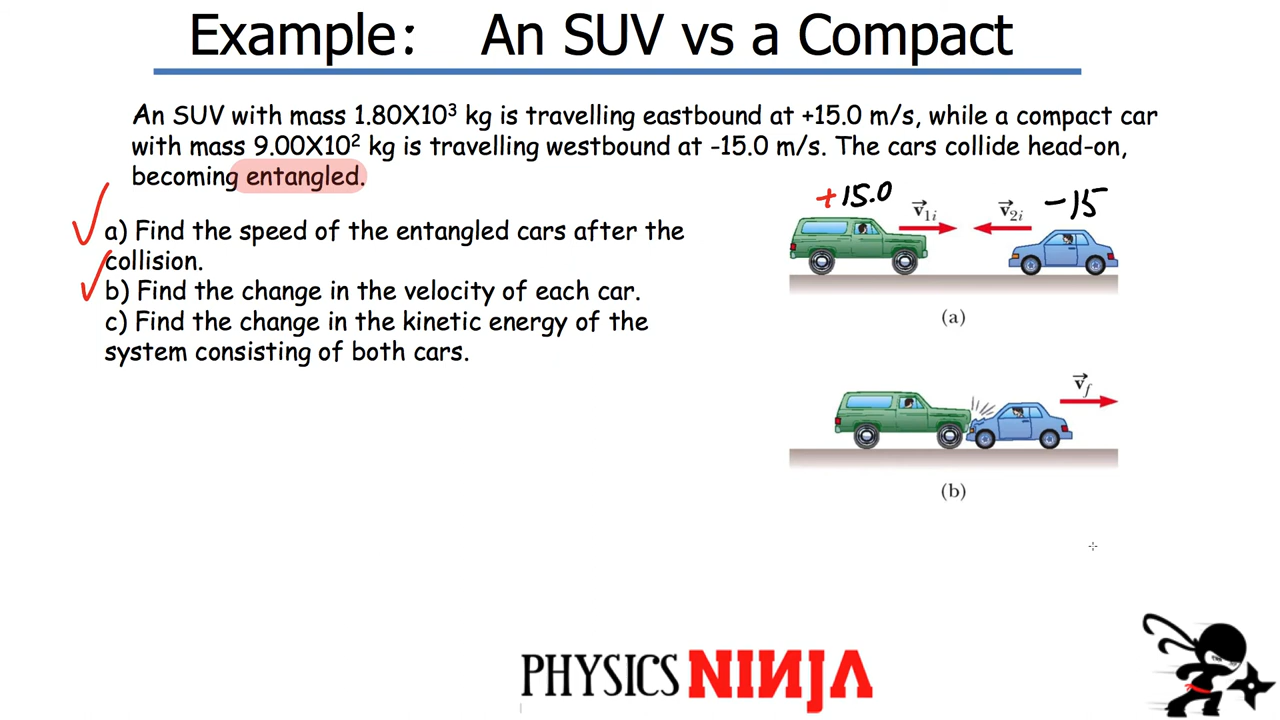 Example: An SUV vs a Compact
An SUV with mass 1.80X10³ kg is travelling eastbound at +15.0 m/s, while a compact car
with mass 9.00X10² kg is travelling westbound at -15.0 m/s. The cars collide head-on,
becoming entangled.
a) Find the speed of the entangled cars after the
collision.
b) Find the change in the velocity of each car.
c) Find the change in the kinetic energy of the
system consisting of both cars.
+15.0 v⃗1i v⃗2i -15
(a)
v⃗f
(b)
PHYSICS NINJA